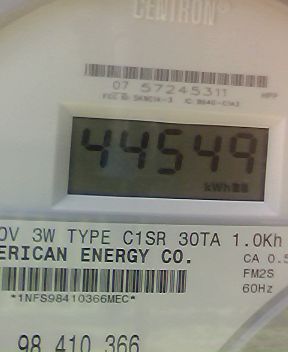 CENTRON®
07 57245311
44549
kWh
0V 3W TYPE C1SR 30TA 1.0Kh
ERICAN ENERGY CO.
CA 0.5
FM2S
*1NFS98410366MEC*
60Hz
98 410 366